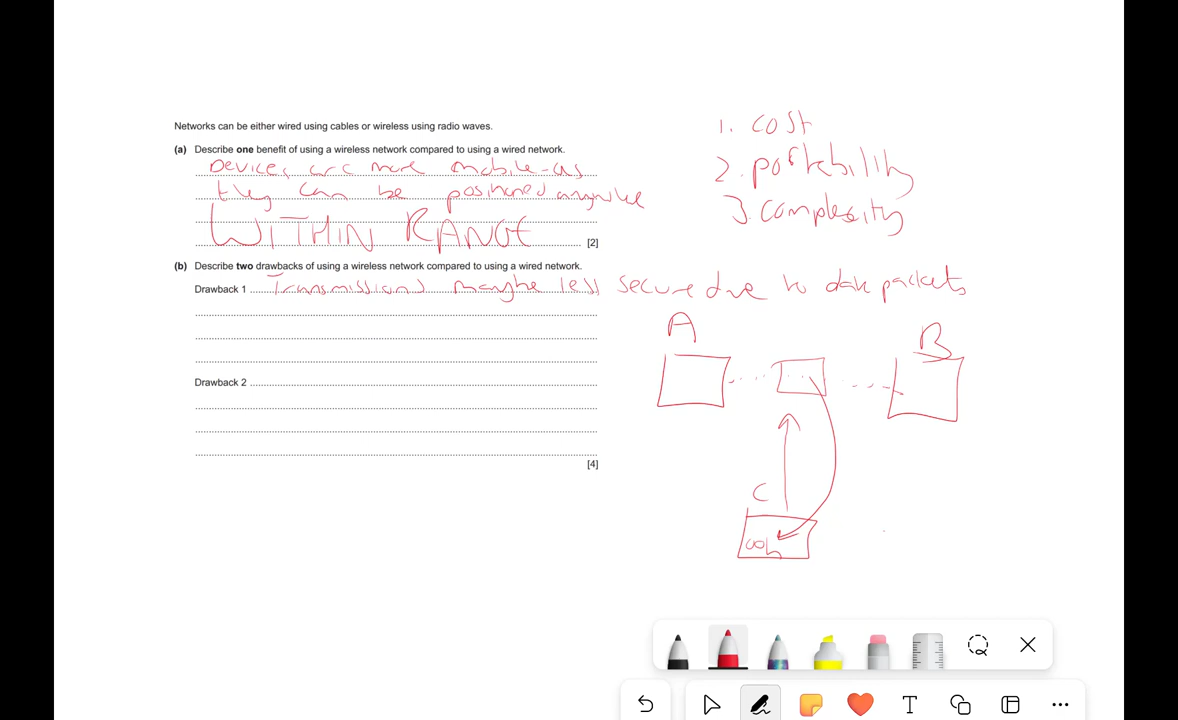 Networks can be either wired using cables or wireless using radio waves.
(a) Describe one benefit of using a wireless network compared to using a wired network.
Devices are more mobile as
they can be positioned anywhere
WITHIN RANGE
[2]
(b) Describe two drawbacks of using a wireless network compared to using a wired network.
Drawback 1 Transmissions maybe less secure due to data packets
Drawback 2
[4]
1. cost
2. portability
3. complexity
A
B
C
ooh
T